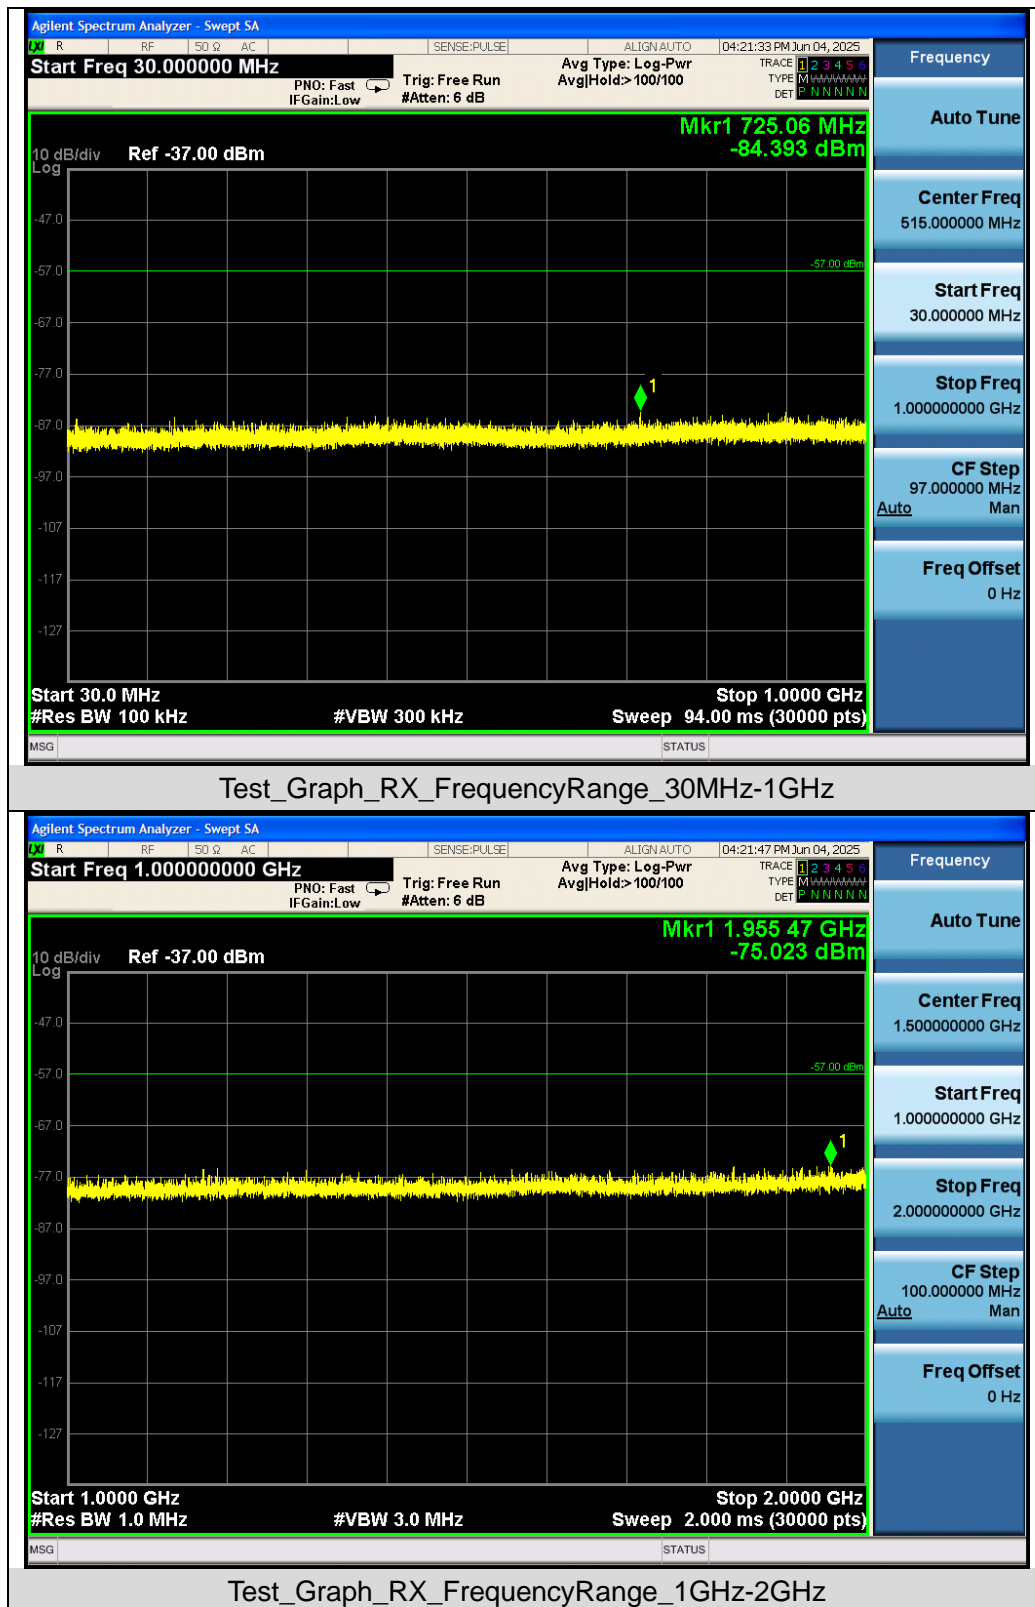 Agilent Spectrum Analyzer - Swept SA
LXI R RF 50 Ω AC SENSE:PULSE ALIGN AUTO 04:21:33 PM Jun 04, 2025
Start Freq 30.000000 MHz
PNO: Fast
IFGain:Low
Trig: Free Run
#Atten: 6 dB
Avg Type: Log-Pwr
Avg|Hold:>100/100
TRACE 1 2 3 4 5 6
TYPE M WWWWW
DET P N N N N N
Mkr1 725.06 MHz
-84.393 dBm
10 dB/div Ref -37.00 dBm
Log
-47.0
-57.0
-57.00 dBm
-67.0
-77.0
1
-87.0
-97.0
-107
-117
-127
Start 30.0 MHz Stop 1.0000 GHz
#Res BW 100 kHz #VBW 300 kHz Sweep 94.00 ms (30000 pts)
MSG STATUS
Frequency
Auto Tune
Center Freq
515.000000 MHz
Start Freq
30.000000 MHz
Stop Freq
1.000000000 GHz
CF Step
97.000000 MHz
Auto Man
Freq Offset
0 Hz
Test_Graph_RX_FrequencyRange_30MHz-1GHz
Agilent Spectrum Analyzer - Swept SA
LXI R RF 50 Ω AC SENSE:PULSE ALIGN AUTO 04:21:47 PM Jun 04, 2025
Start Freq 1.000000000 GHz
PNO: Fast
IFGain:Low
Trig: Free Run
#Atten: 6 dB
Avg Type: Log-Pwr
Avg|Hold:>100/100
TRACE 1 2 3 4 5 6
TYPE M WWWWW
DET P N N N N N
Mkr1 1.955 47 GHz
-75.023 dBm
10 dB/div Ref -37.00 dBm
Log
-47.0
-57.0
-57.00 dBm
-67.0
1
-77.0
-87.0
-97.0
-107
-117
-127
Start 1.0000 GHz Stop 2.0000 GHz
#Res BW 1.0 MHz #VBW 3.0 MHz Sweep 2.000 ms (30000 pts)
MSG STATUS
Frequency
Auto Tune
Center Freq
1.500000000 GHz
Start Freq
1.000000000 GHz
Stop Freq
2.000000000 GHz
CF Step
100.000000 MHz
Auto Man
Freq Offset
0 Hz
Test_Graph_RX_FrequencyRange_1GHz-2GHz